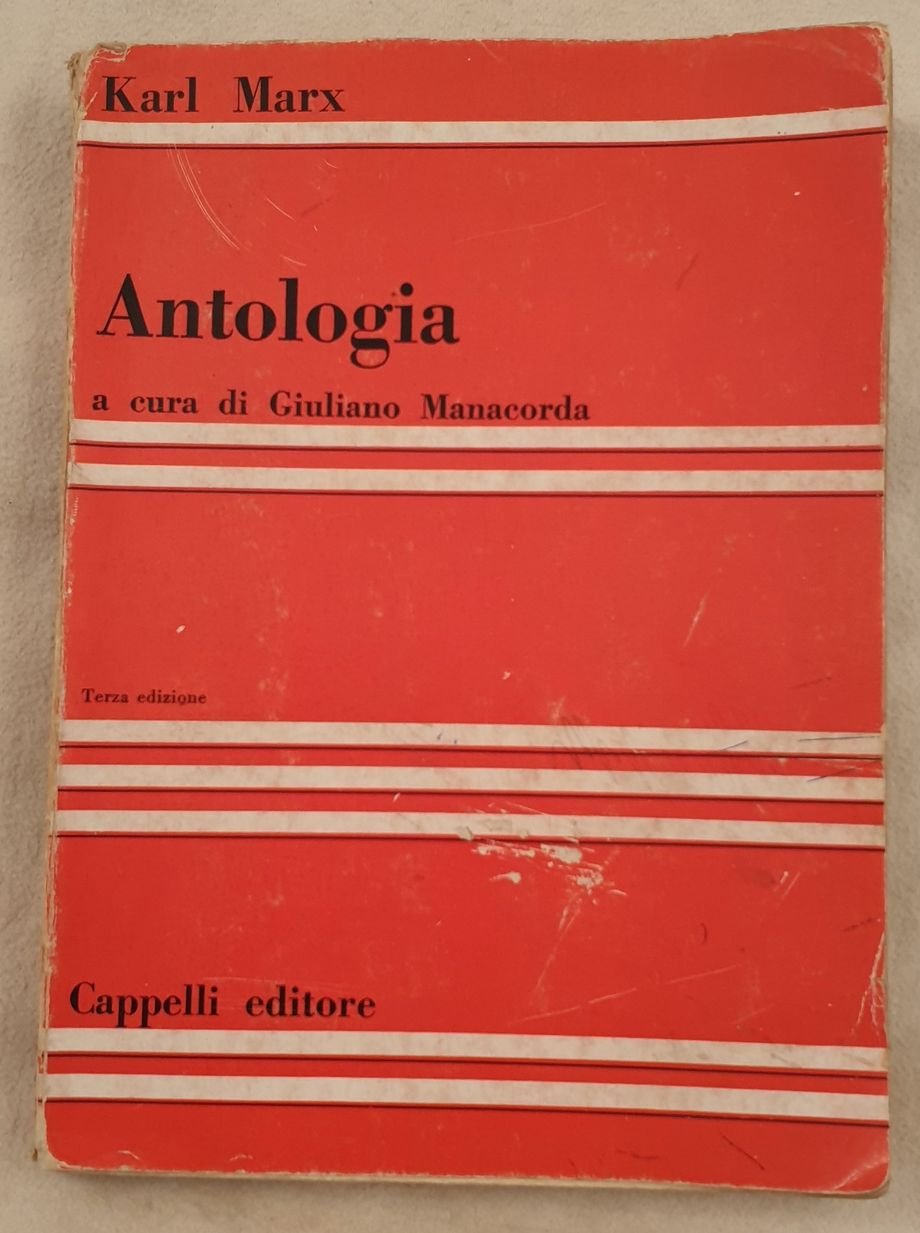 Karl Marx
Antologia
a cura di Giuliano Manacorda
Terza edizione
Cappelli editore